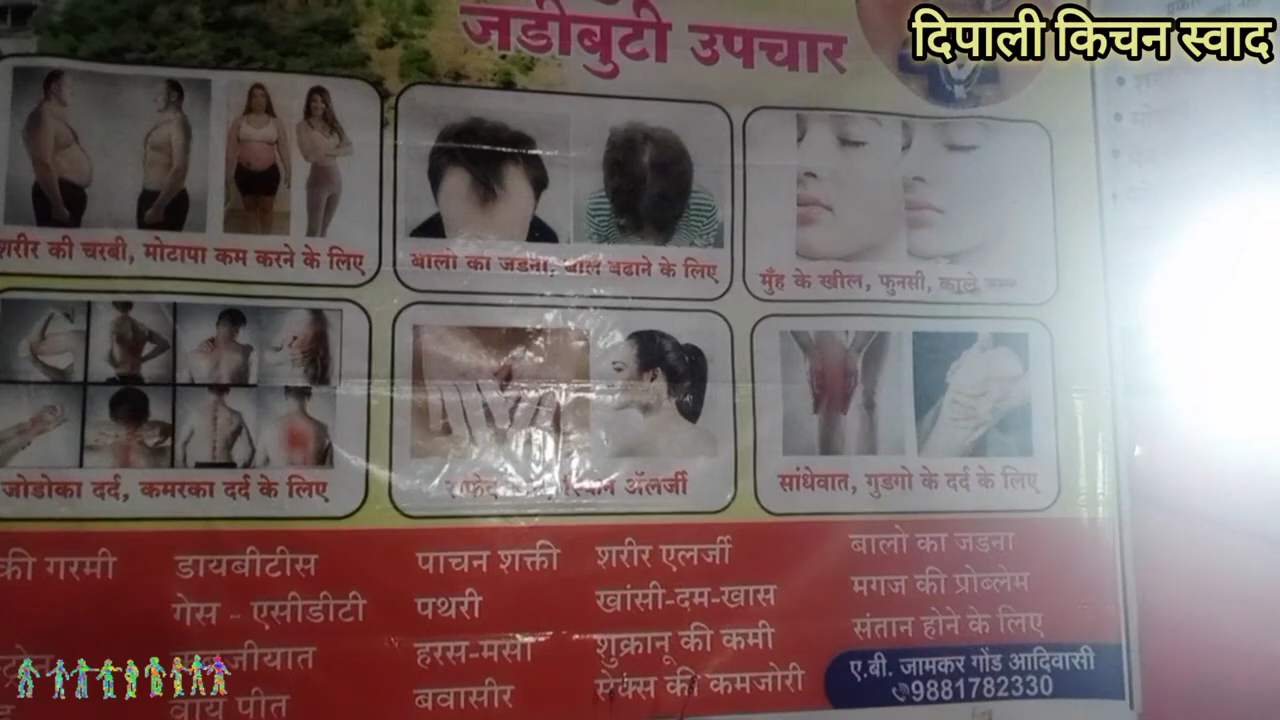 दिपाली किचन स्वाद
जडीबुटी उपचार
शरीर की चरबी, मोटापा कम करने के लिए
बालो का जडना, बाल बढाने के लिए
मुँह के खील, फुनसी, काले
जोडोका दर्द, कमरका दर्द के लिए
ॲलर्जी
सांधेवात, गुडगो के दर्द के लिए
की गरमी
डायबीटीस
गेस - एसीडीटी
वाय पीत
पाचन शक्ती
पथरी
हरस-मसा
बवासीर
शरीर एलर्जी
खांसी-दम-खास
शुक्रानू की कमी
सेक्स की कमजोरी
बालो का जडना
मगज की प्रोब्लेम
संतान होने के लिए
ए.बी. जामकर गोंड आदिवासी
9881782330